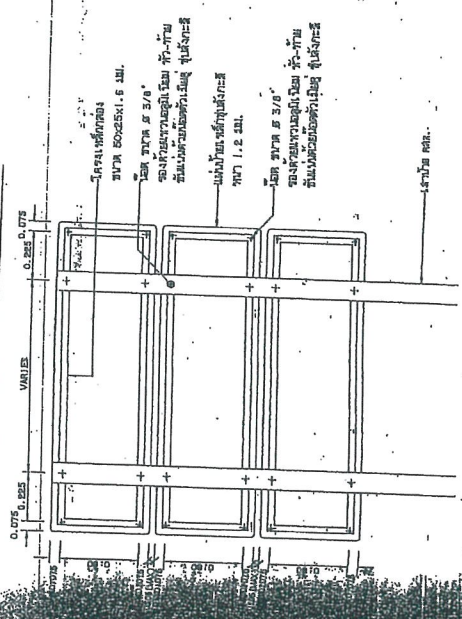 โครงเหล็กกล่อง
ขนาด 50x25x1.6 มม.
นอต ขนาด Ø 3/8"
รองด้วยแหวนอลูมิเนียม หัว-ท้าย
ขันแน่นด้วยนอตตัวเมียคู่ ชุบสังกะสี
แผ่นป้ายเหล็กชุบสังกะสี
หนา 1.2 มม.
นอต ขนาด Ø 3/8"
รองด้วยแหวนอลูมิเนียม หัว-ท้าย
ขันแน่นด้วยนอตตัวเมียคู่ ชุบสังกะสี
เสาป้าย คสล.
0.075 0.225
VARIES
0.225 0.075